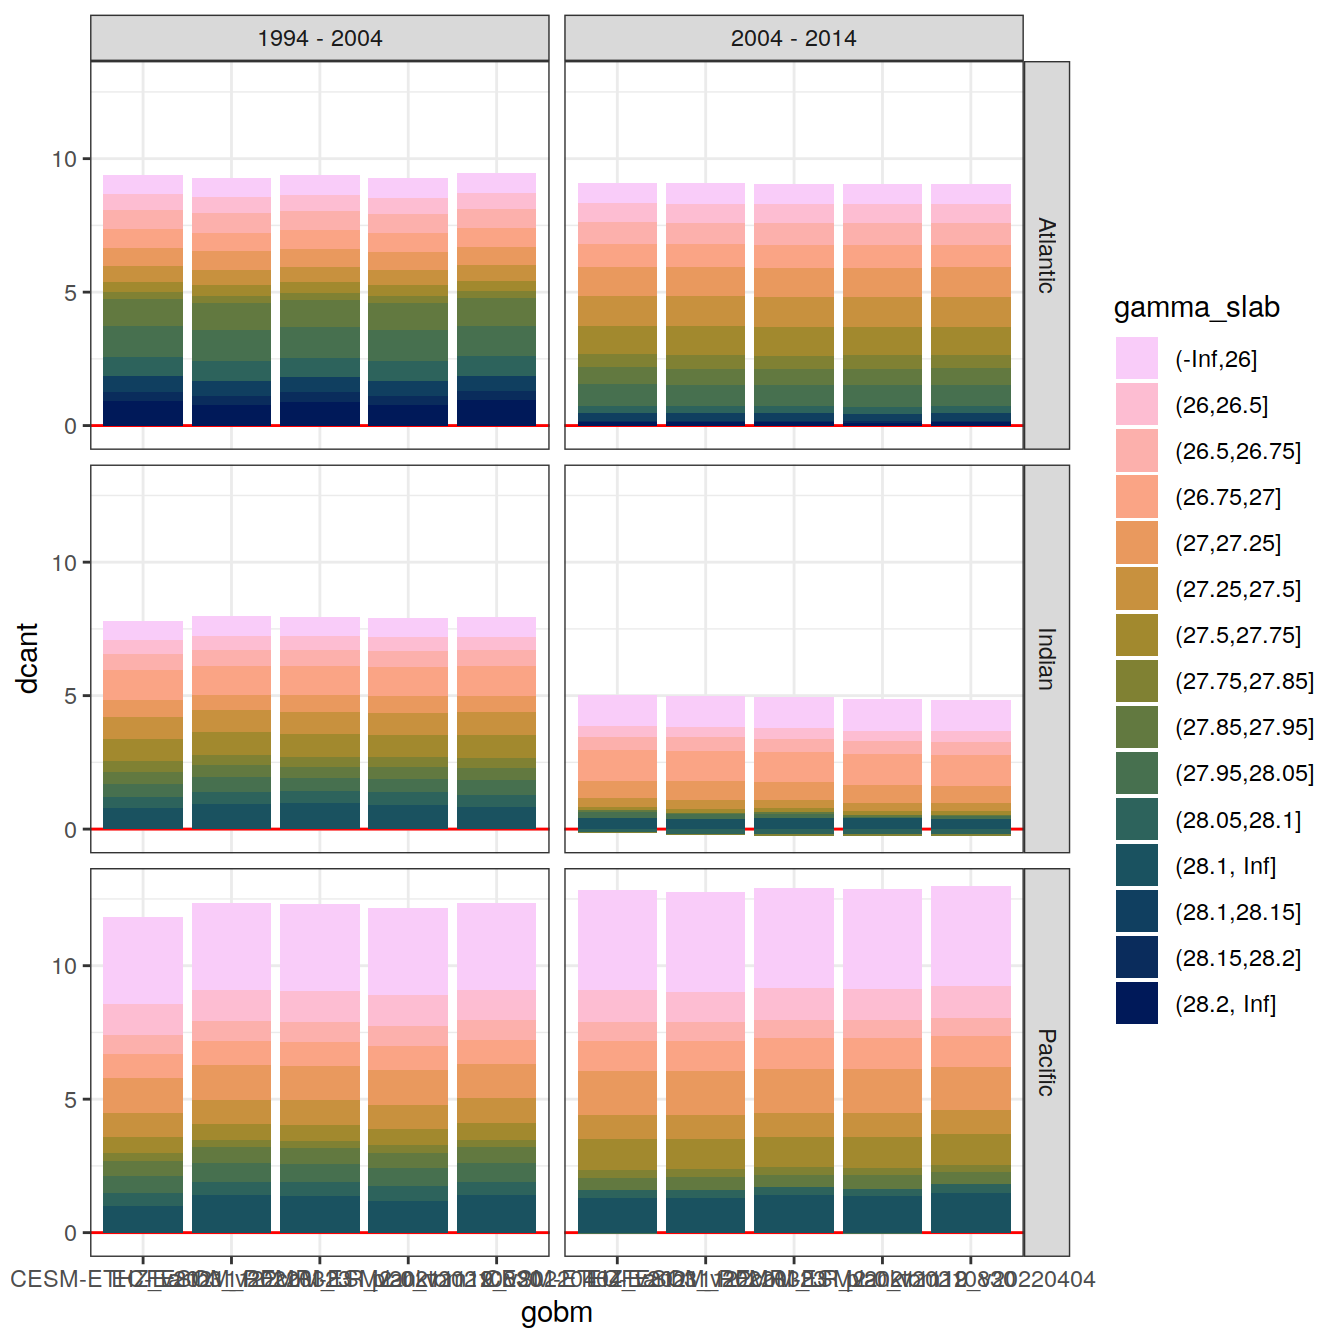 1994 - 2004
2004 - 2014
10
5
0
Atlantic
10
5
0
Indian
10
5
0
Pacific
dcant
gobm
gamma_slab
(-Inf,26]
(26,26.5]
(26.5,26.75]
(26.75,27]
(27,27.25]
(27.25,27.5]
(27.5,27.75]
(27.75,27.85]
(27.85,27.95]
(27.95,28.05]
(28.05,28.1]
(28.1, Inf]
(28.1,28.15]
(28.15,28.2]
(28.2, Inf]